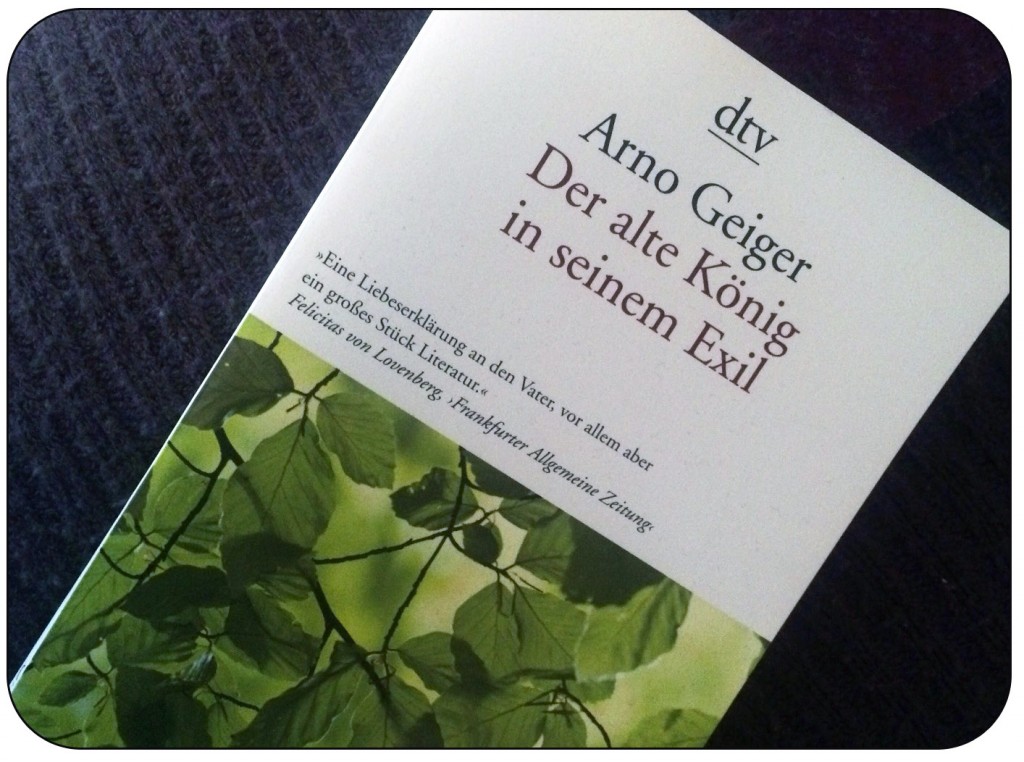 dtv
Arno Geiger
Der alte König
in seinem Exil
»Eine Liebeserklärung an den Vater, vor allem aber
ein großes Stück Literatur.«
Felicitas von Lovenberg, ›Frankfurter Allgemeine Zeitung‹